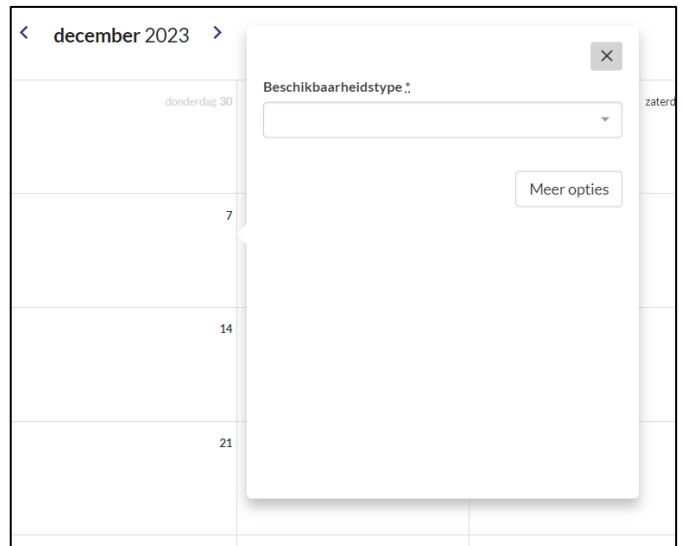 december 2023
donderdag 30
zaterd
Beschikbaarheidstype *
Meer opties
7
14
21